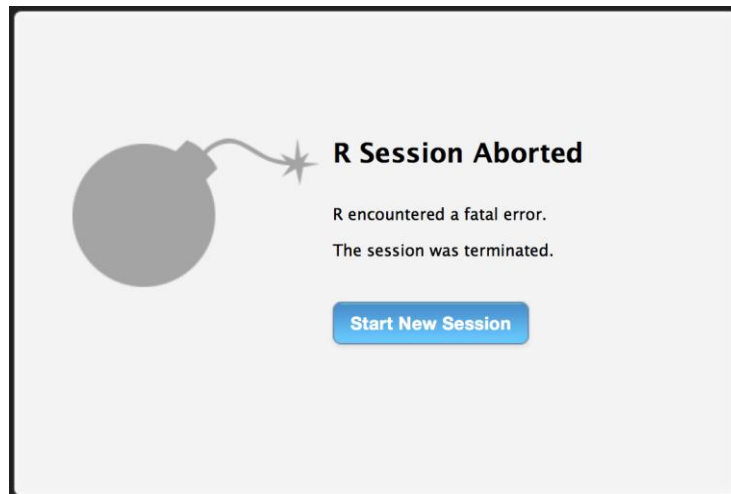 R Session Aborted
R encountered a fatal error.
The session was terminated.
Start New Session